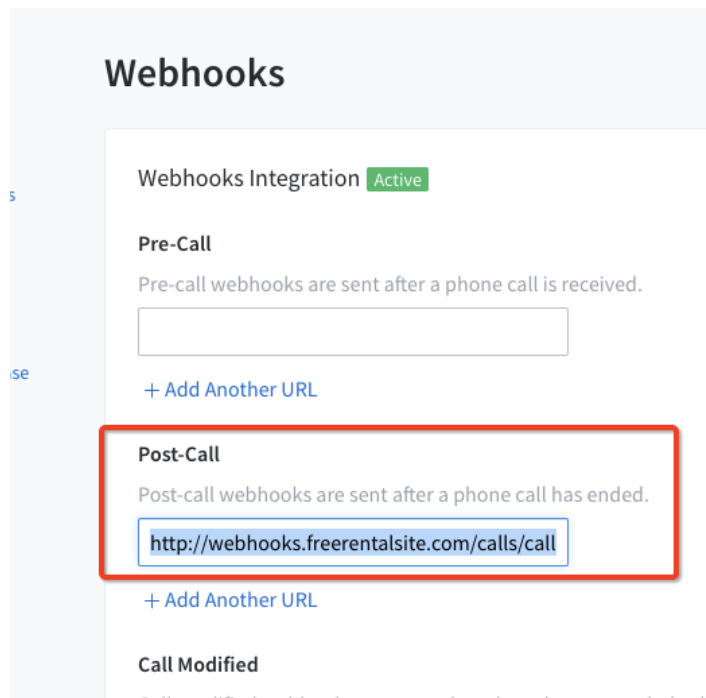 Webhooks
Webhooks Integration Active
s
Pre-Call
Pre-call webhooks are sent after a phone call is received.
se
+ Add Another URL
Post-Call
Post-call webhooks are sent after a phone call has ended.
http://webhooks.freerentalsite.com/calls/call
+ Add Another URL
Call Modified